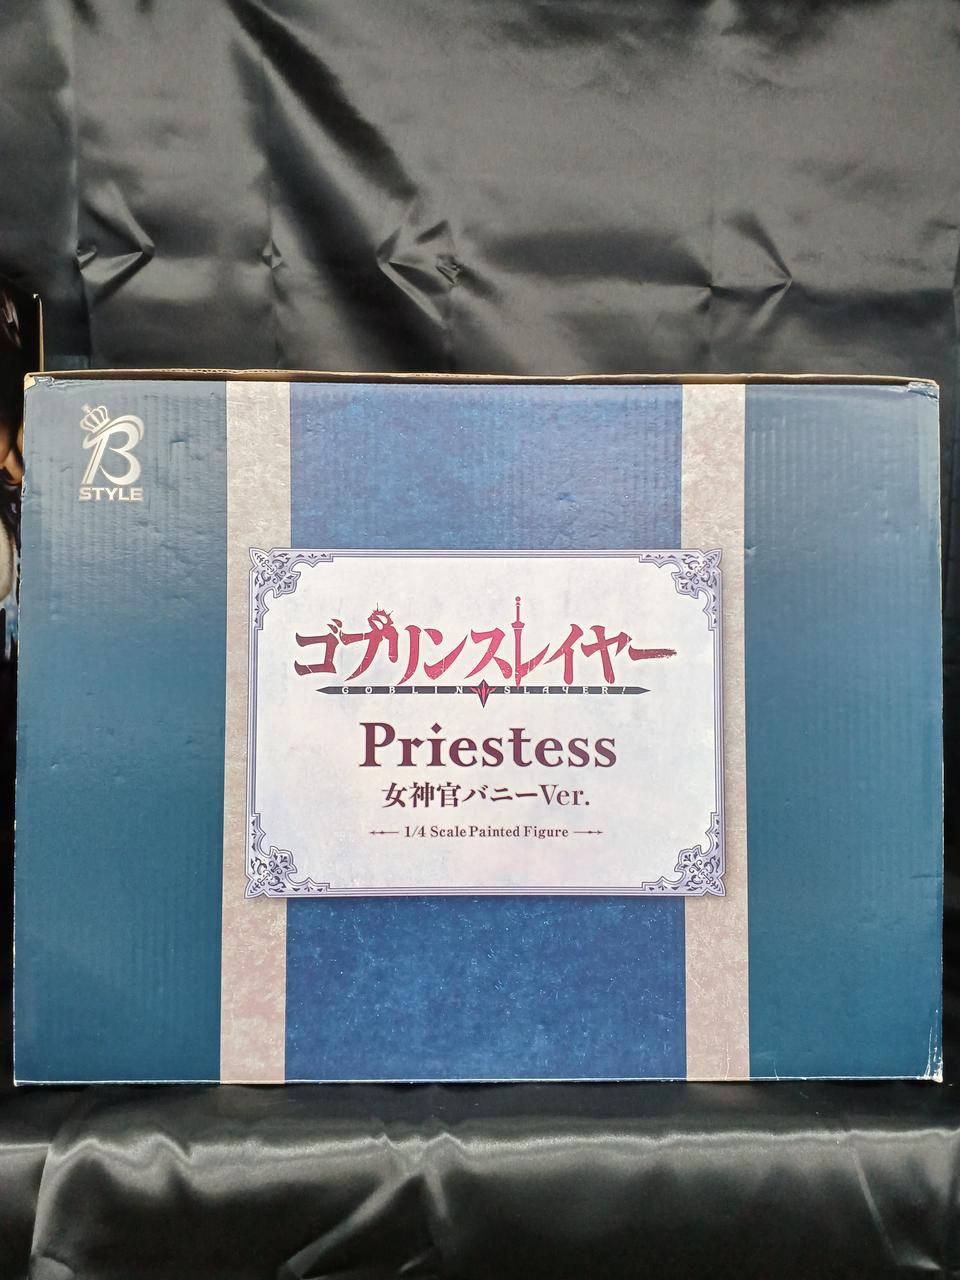 B
STYLE
ゴブリンスレイヤー
GOBLIN SLAYER!
Priestess
女神官バニーVer.
1/4 Scale Painted Figure